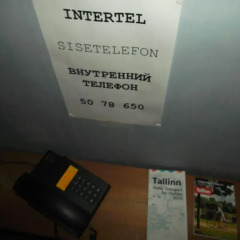 INTERTEL
SISETELEFON
ВНУТРЕННИЙ
ТЕЛЕФОН
50 78 650
Tallinn